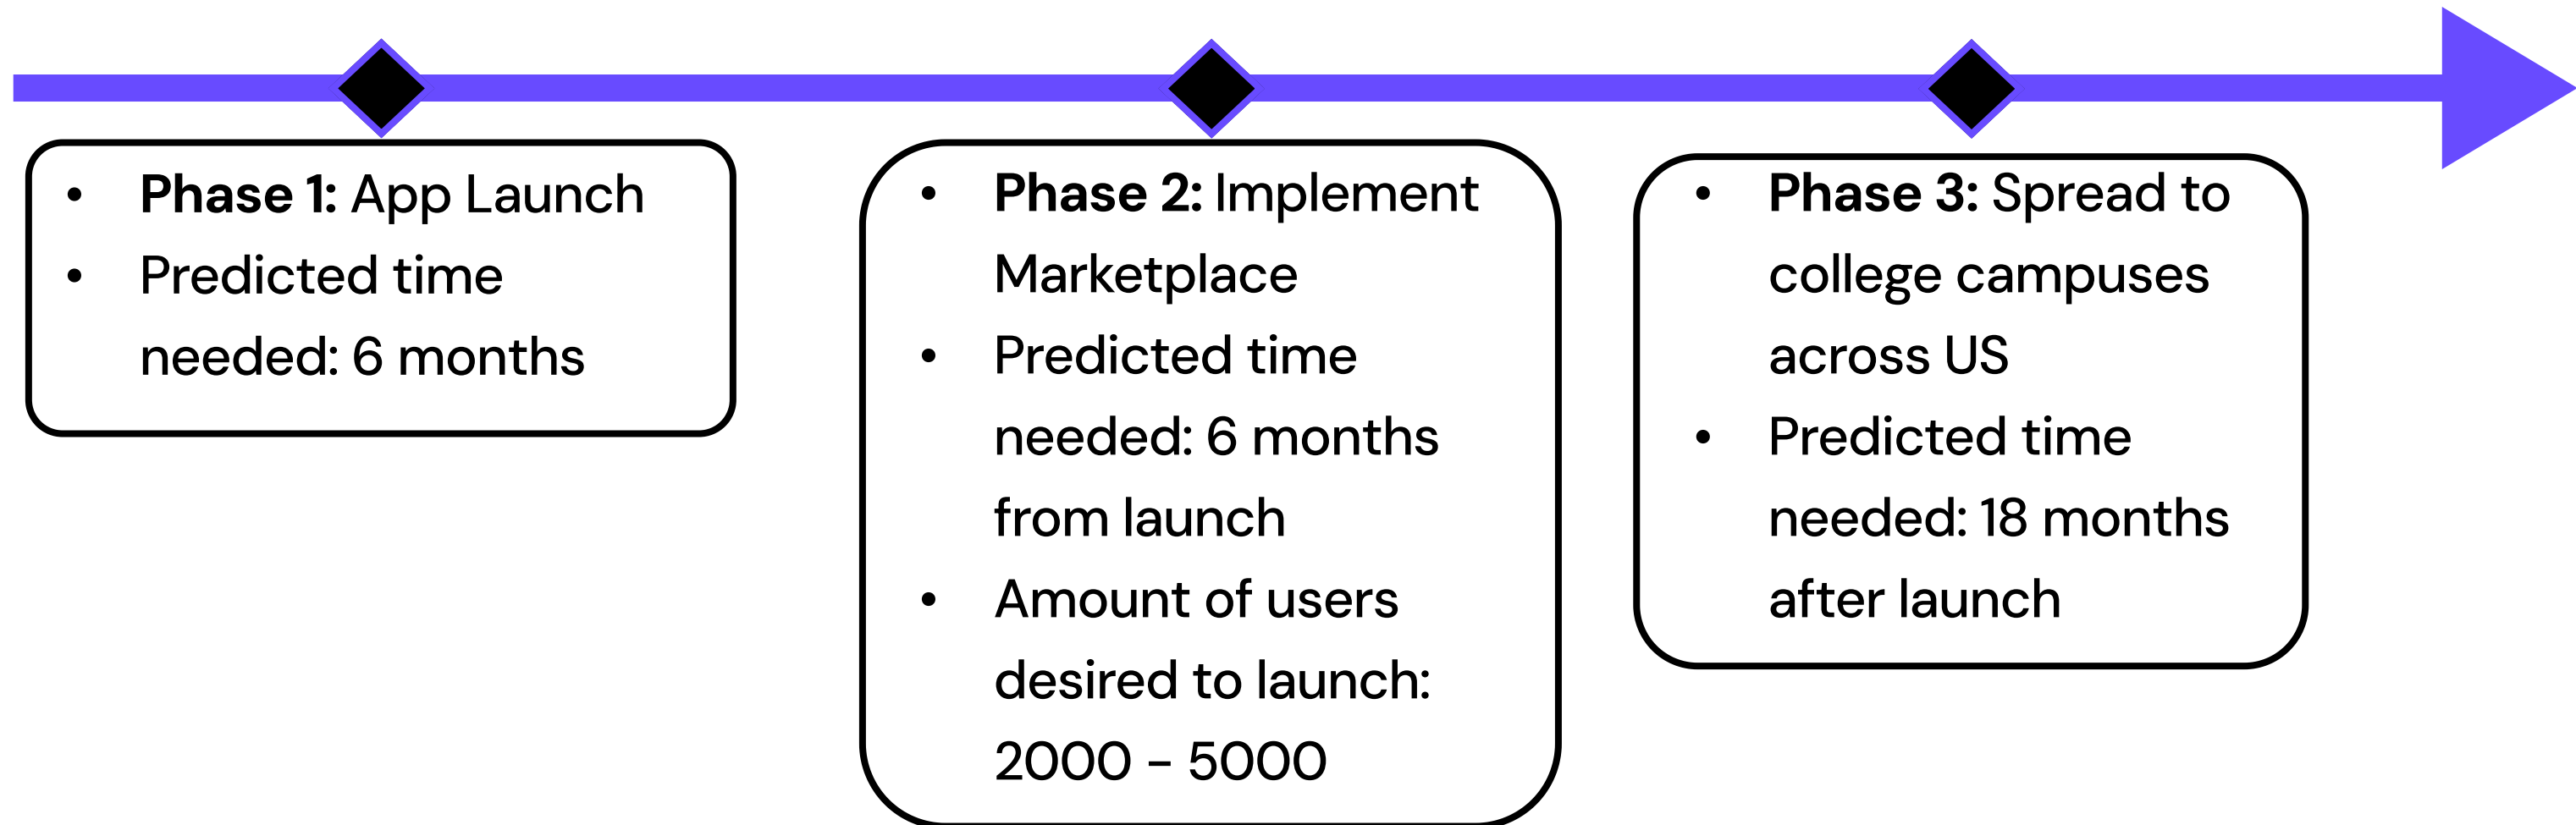 • Phase 1: App Launch
• Predicted time
needed: 6 months
• Phase 2: Implement
Marketplace
• Predicted time
needed: 6 months
from launch
• Amount of users
desired to launch:
2000 - 5000
• Phase 3: Spread to
college campuses
across US
• Predicted time
needed: 18 months
after launch